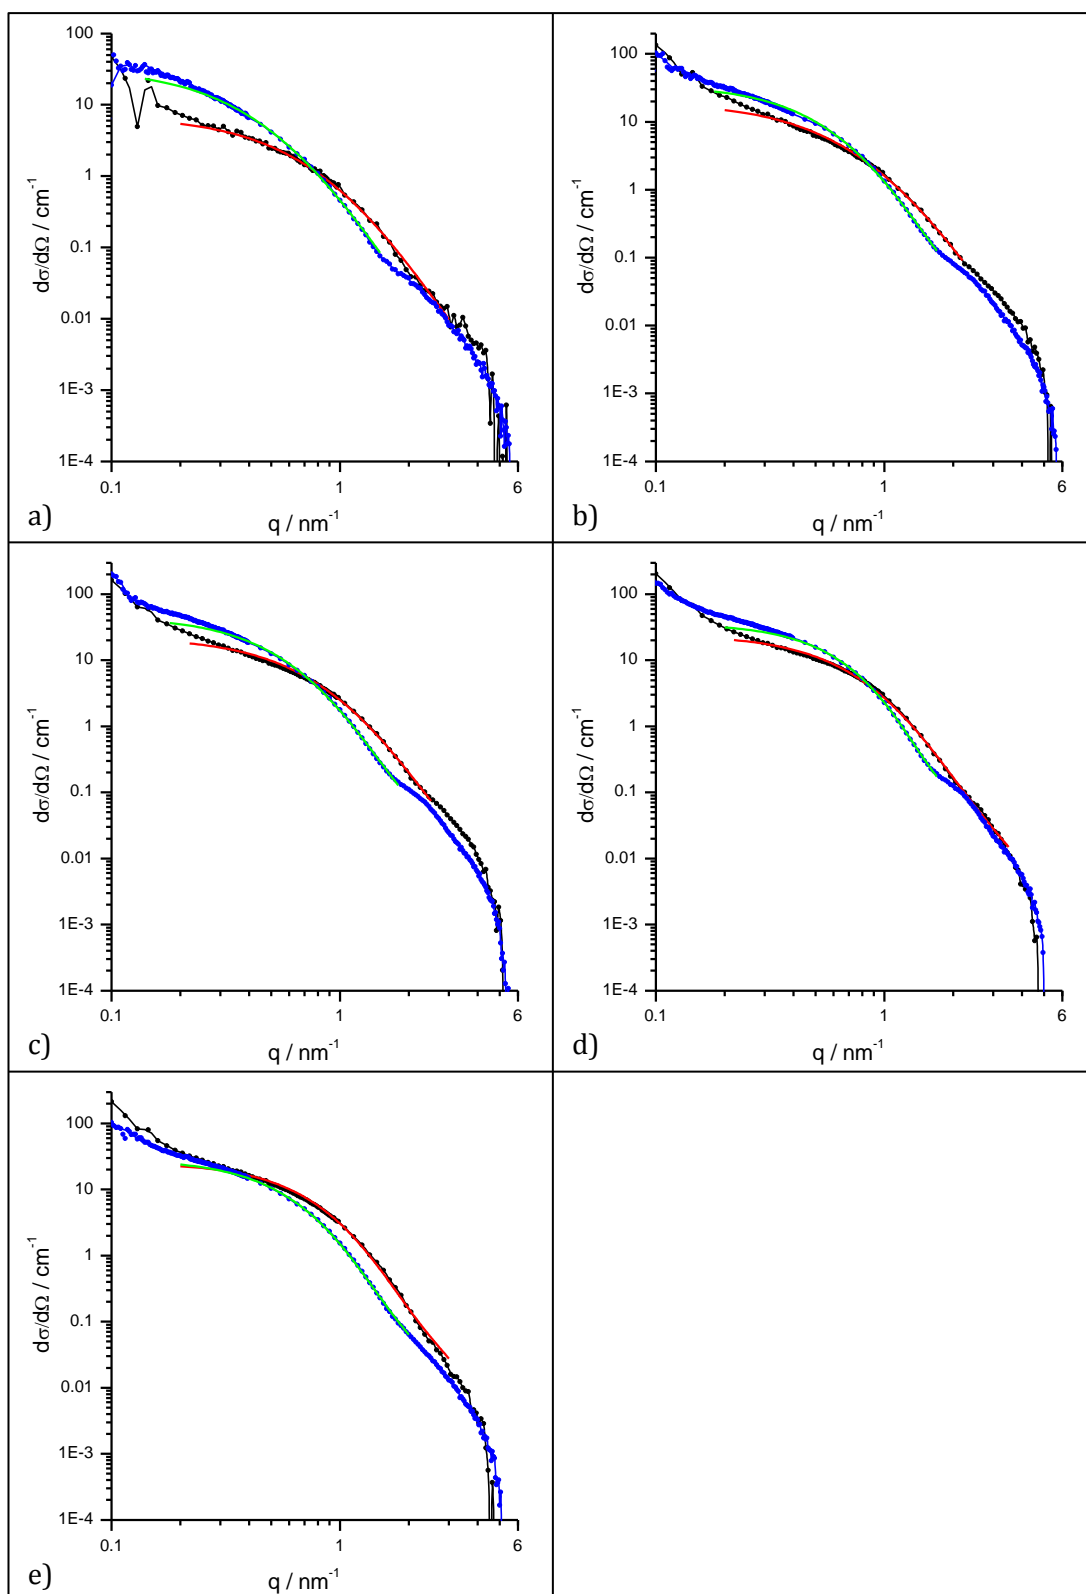 100
10
1
0.1
0.01
1E-3
1E-4
0.1
1
6
dσ/dΩ / cm⁻¹
q / nm⁻¹
a)
100
10
1
0.1
0.01
1E-3
1E-4
0.1
1
6
dσ/dΩ / cm⁻¹
q / nm⁻¹
b)
100
10
1
0.1
0.01
1E-3
1E-4
0.1
1
6
dσ/dΩ / cm⁻¹
q / nm⁻¹
c)
100
10
1
0.1
0.01
1E-3
1E-4
0.1
1
6
dσ/dΩ / cm⁻¹
q / nm⁻¹
d)
100
10
1
0.1
0.01
1E-3
1E-4
0.1
1
6
dσ/dΩ / cm⁻¹
q / nm⁻¹
e)